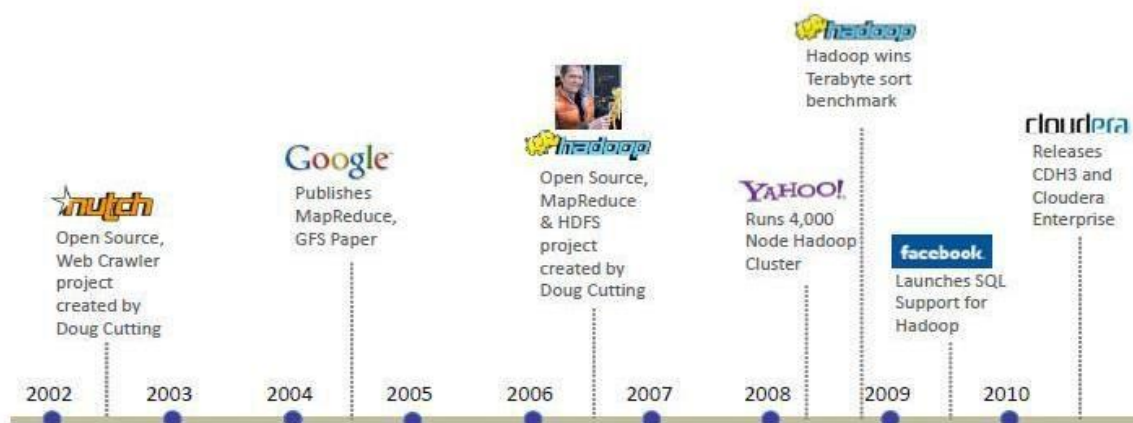 nutch
Open Source,
Web Crawler
project
created by
Doug Cutting
Google
Publishes
MapReduce,
GFS Paper
hadoop
Open Source,
MapReduce
& HDFS
project
created by
Doug Cutting
YAHOO!
Runs 4,000
Node Hadoop
Cluster
hadoop
Hadoop wins
Terabyte sort
benchmark
facebook
Launches SQL
Support for
Hadoop
cloudera
Releases
CDH3 and
Cloudera
Enterprise
2002 2003 2004 2005 2006 2007 2008 2009 2010